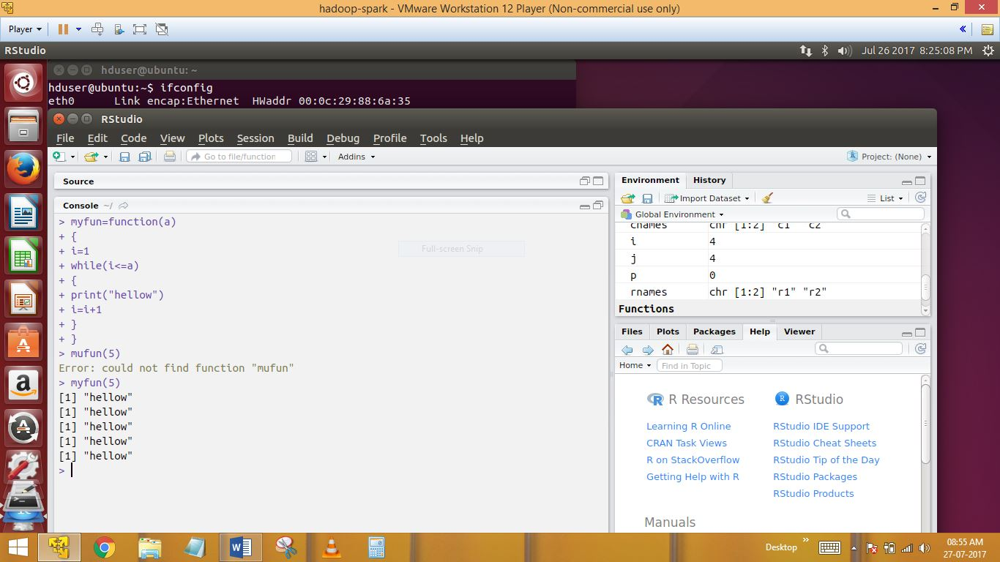 hadoop-spark - VMware Workstation 12 Player (Non-commercial use only)
Player
RStudio
Jul 26 2017 8:25:08 PM
hduser@ubuntu: ~
hduser@ubuntu:~$ ifconfig
eth0 Link encap:Ethernet HWaddr 00:0c:29:88:6a:35
RStudio
File Edit Code View Plots Session Build Debug Profile Tools Help
Go to file/function
Addins
Project: (None)
Source
Console ~/
> myfun=function(a)
+ {
+ i=1
+ while(i<=a)
+ {
+ print("hellow")
+ i=i+1
+ }
+ }
> mufun(5)
Error: could not find function "mufun"
> myfun(5)
[1] "hellow"
[1] "hellow"
[1] "hellow"
[1] "hellow"
[1] "hellow"
>
Full-screen Snip
Environment History
Import Dataset
List
Global Environment
cnames chr [1:2] "c1" "c2"
i 4
j 4
p 0
rnames chr [1:2] "r1" "r2"
Functions
Files Plots Packages Help Viewer
Home Find in Topic
R Resources
Learning R Online
CRAN Task Views
R on StackOverflow
Getting Help with R
RStudio
RStudio IDE Support
RStudio Cheat Sheets
RStudio Tip of the Day
RStudio Packages
RStudio Products
Manuals
Desktop
08:55 AM
27-07-2017